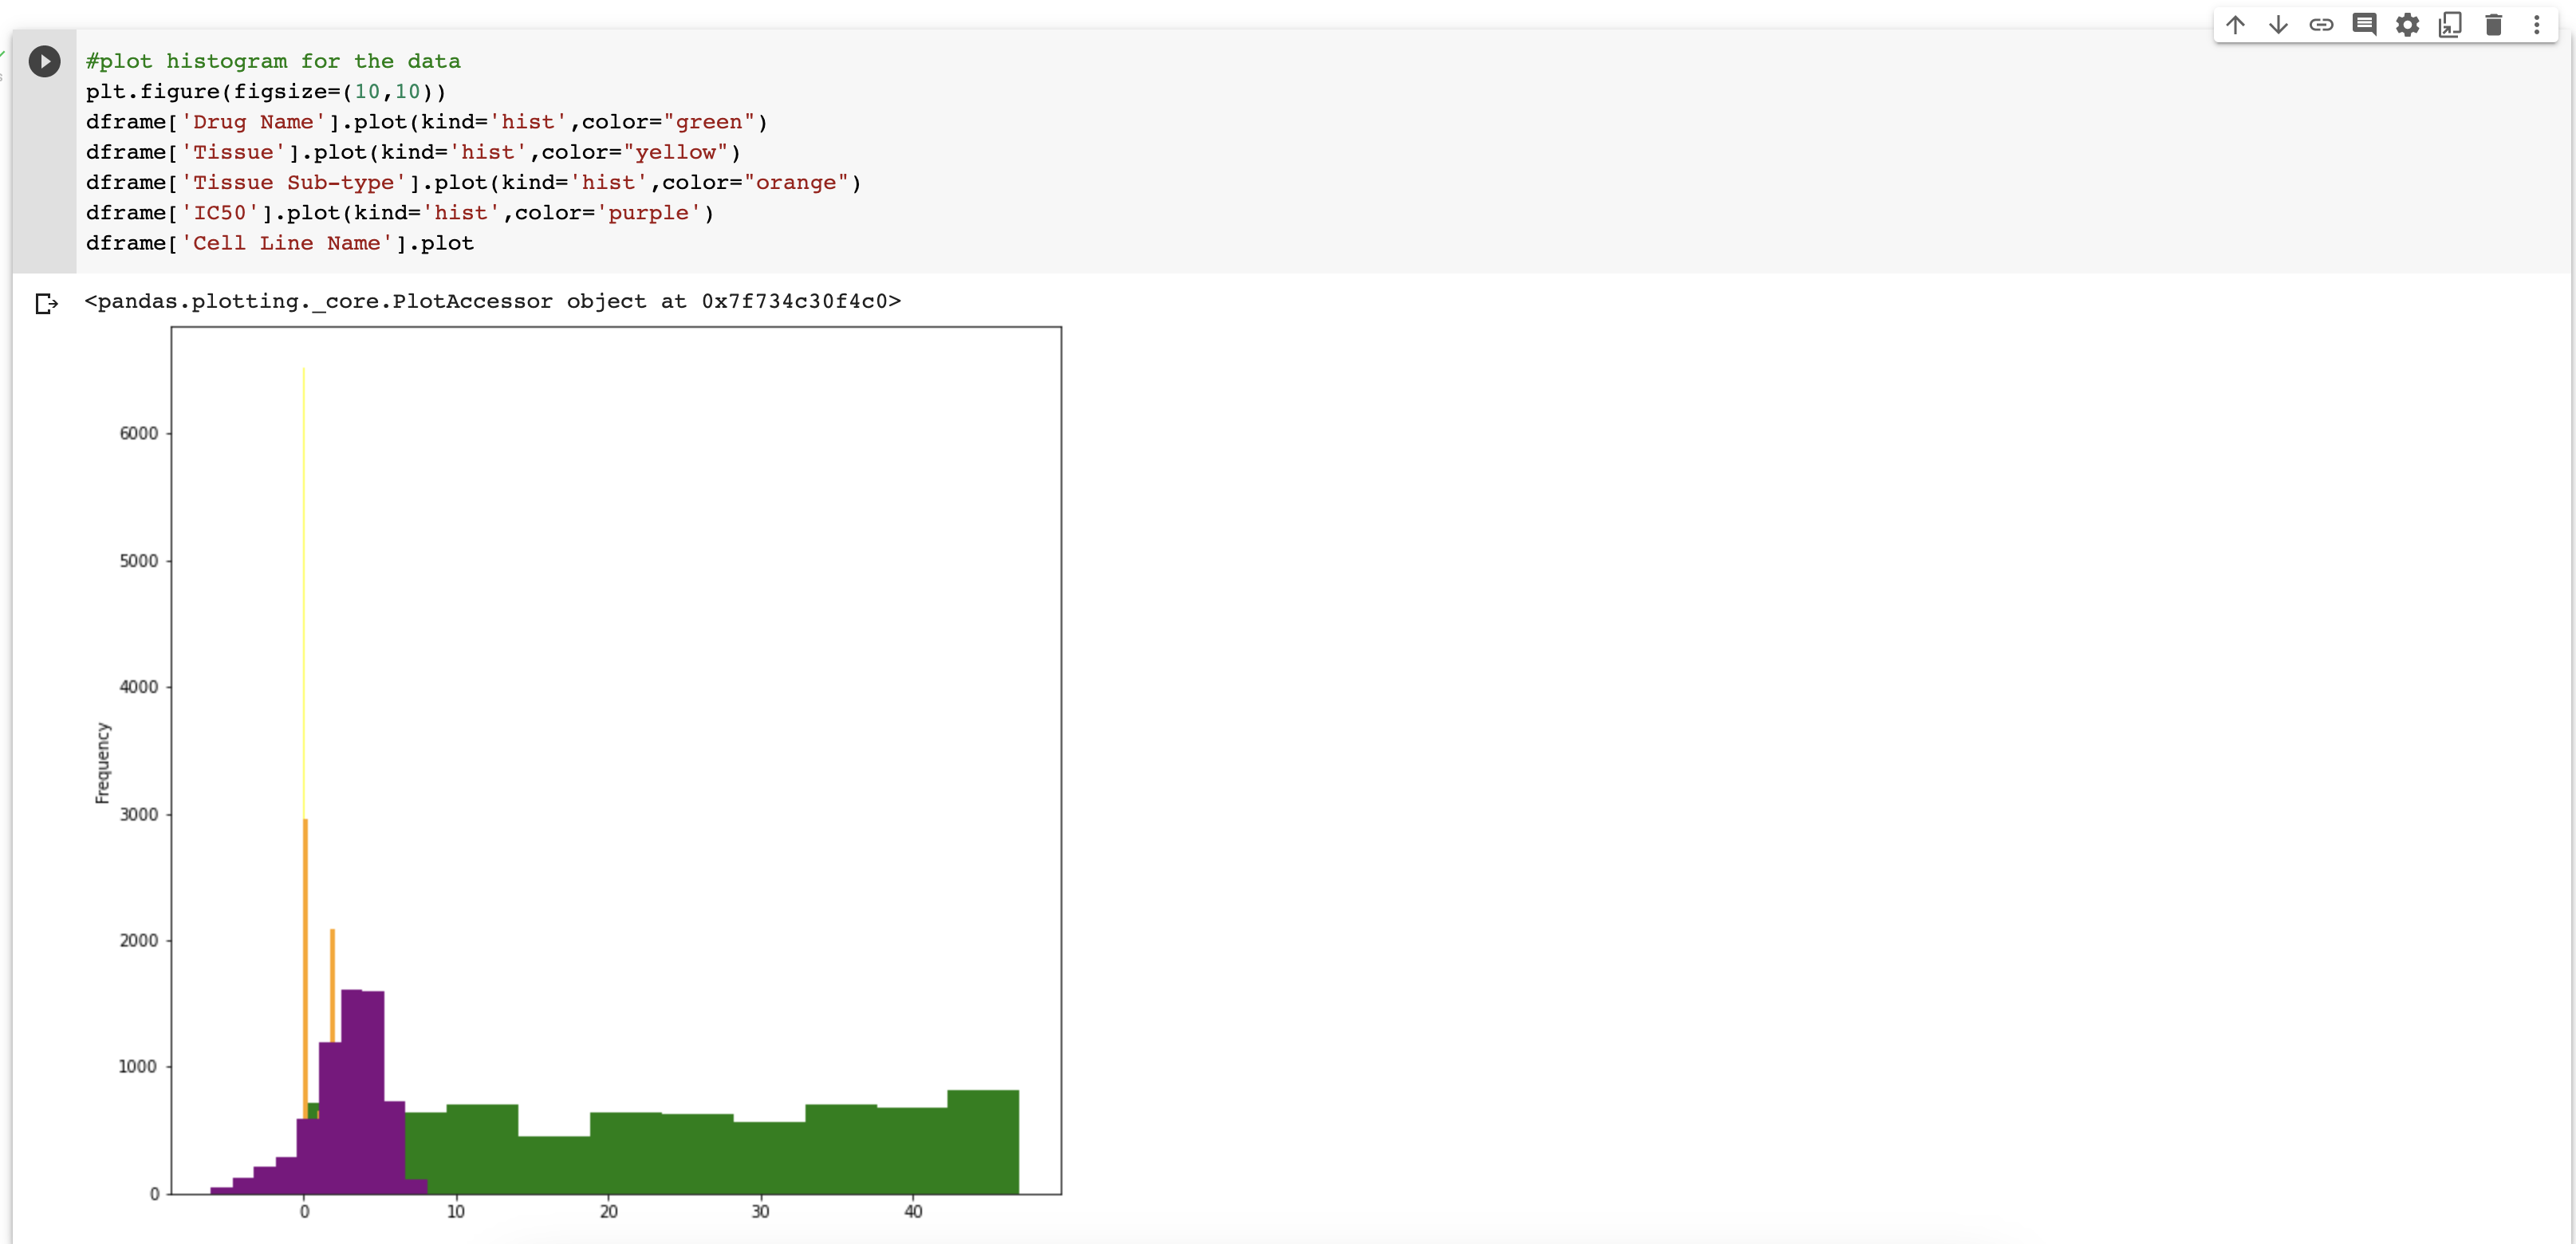 #plot histogram for the data
plt.figure(figsize=(10,10))
dframe['Drug Name'].plot(kind='hist',color="green")
dframe['Tissue'].plot(kind='hist',color="yellow")
dframe['Tissue Sub-type'].plot(kind='hist',color="orange")
dframe['IC50'].plot(kind='hist',color='purple')
dframe['Cell Line Name'].plot
<pandas.plotting._core.PlotAccessor object at 0x7f734c30f4c0>
6000
5000
4000
3000
2000
1000
0
Frequency
0 10 20 30 40